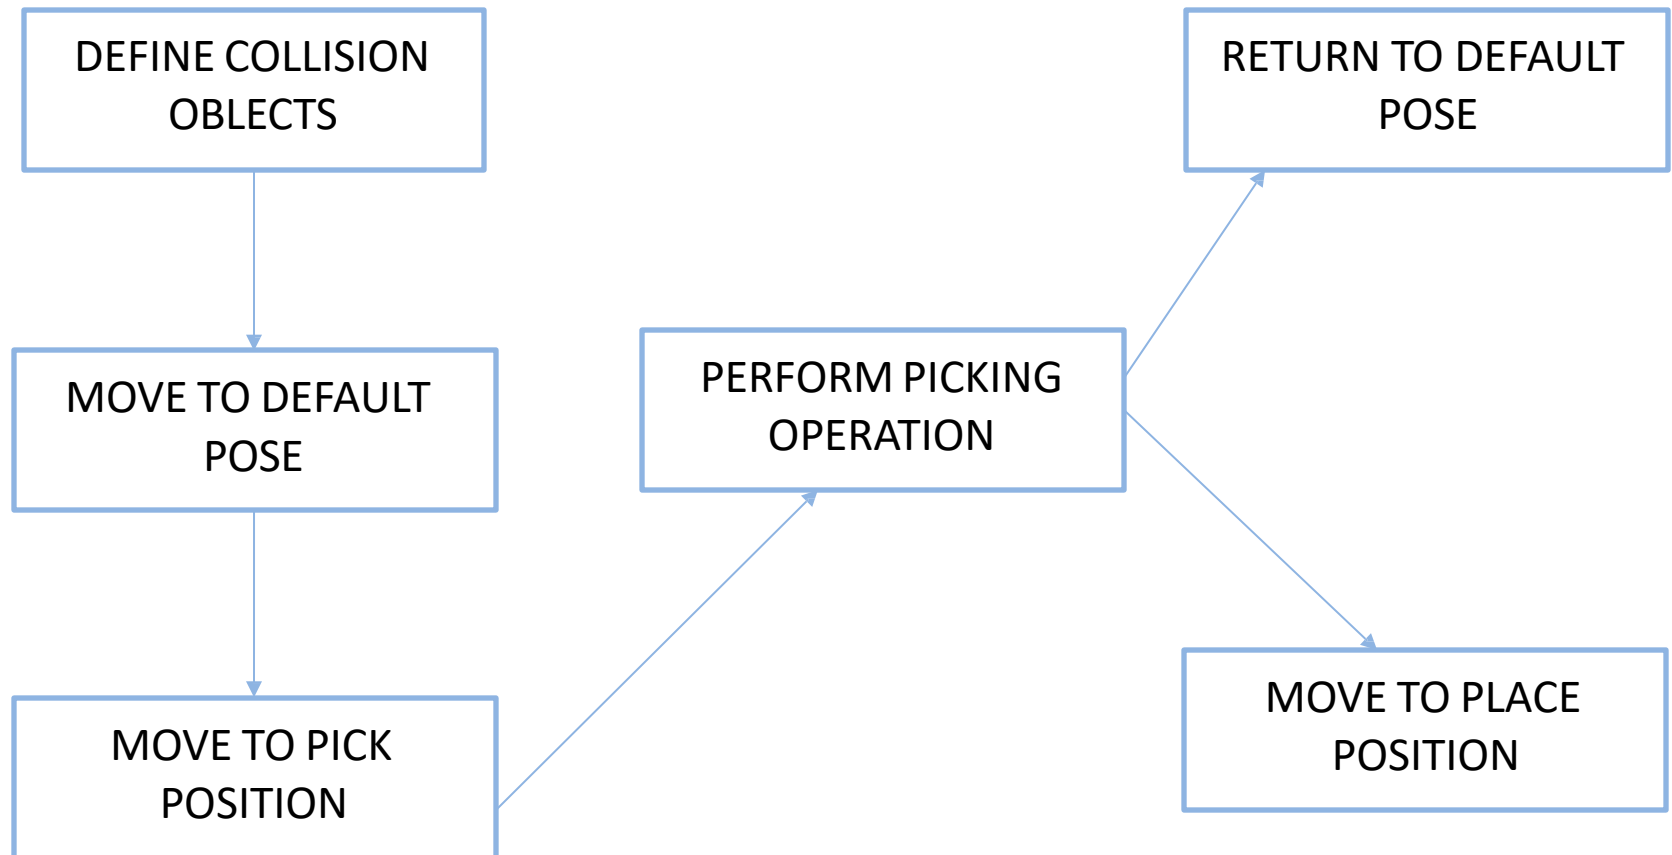 DEFINE COLLISION
OBLECTS
MOVE TO DEFAULT
POSE
MOVE TO PICK
POSITION
PERFORM PICKING
OPERATION
RETURN TO DEFAULT
POSE
MOVE TO PLACE
POSITION